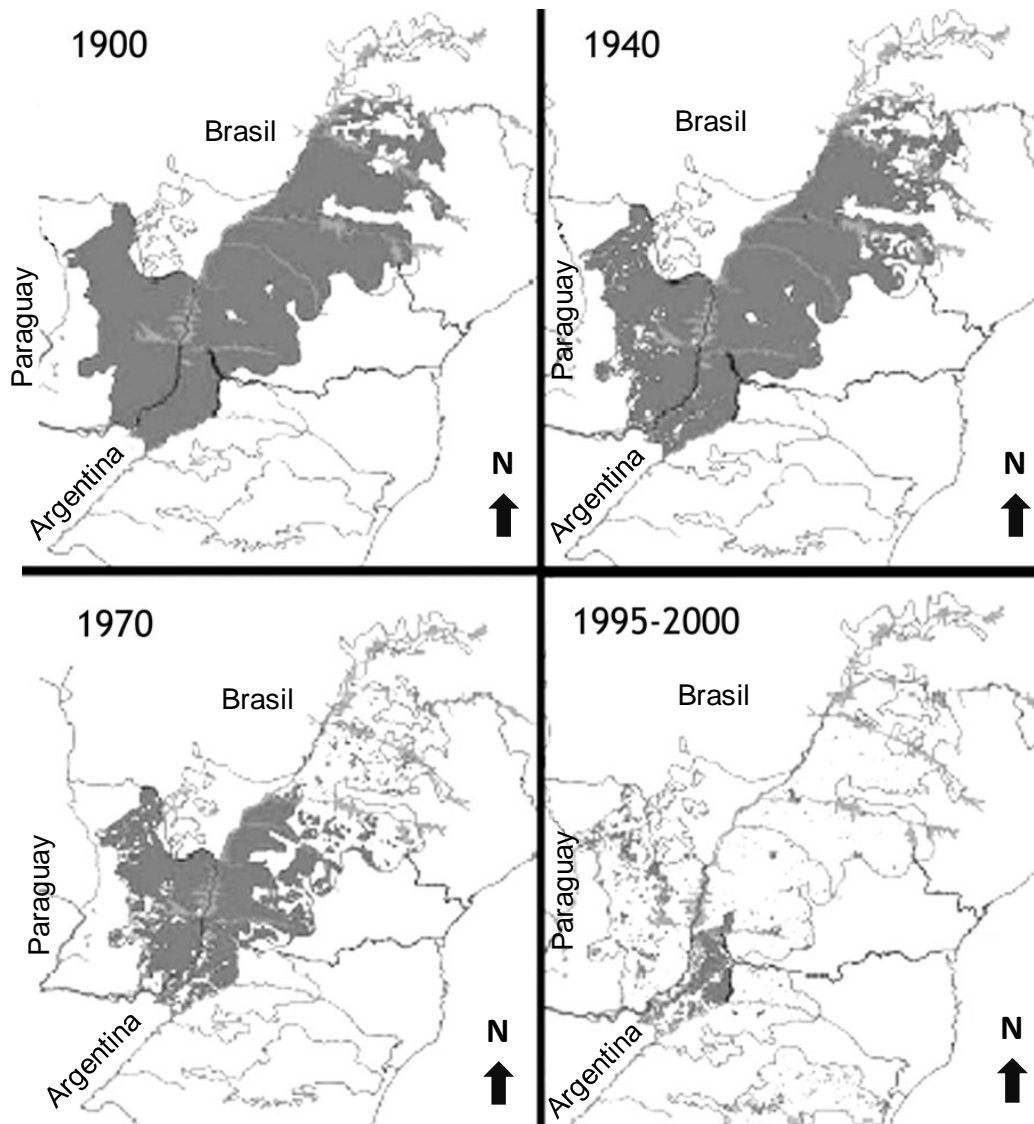 1900
Brasil
Paraguay
Argentina
N
1940
Brasil
Paraguay
Argentina
N
1970
Brasil
Paraguay
Argentina
N
1995-2000
Brasil
Paraguay
Argentina
N